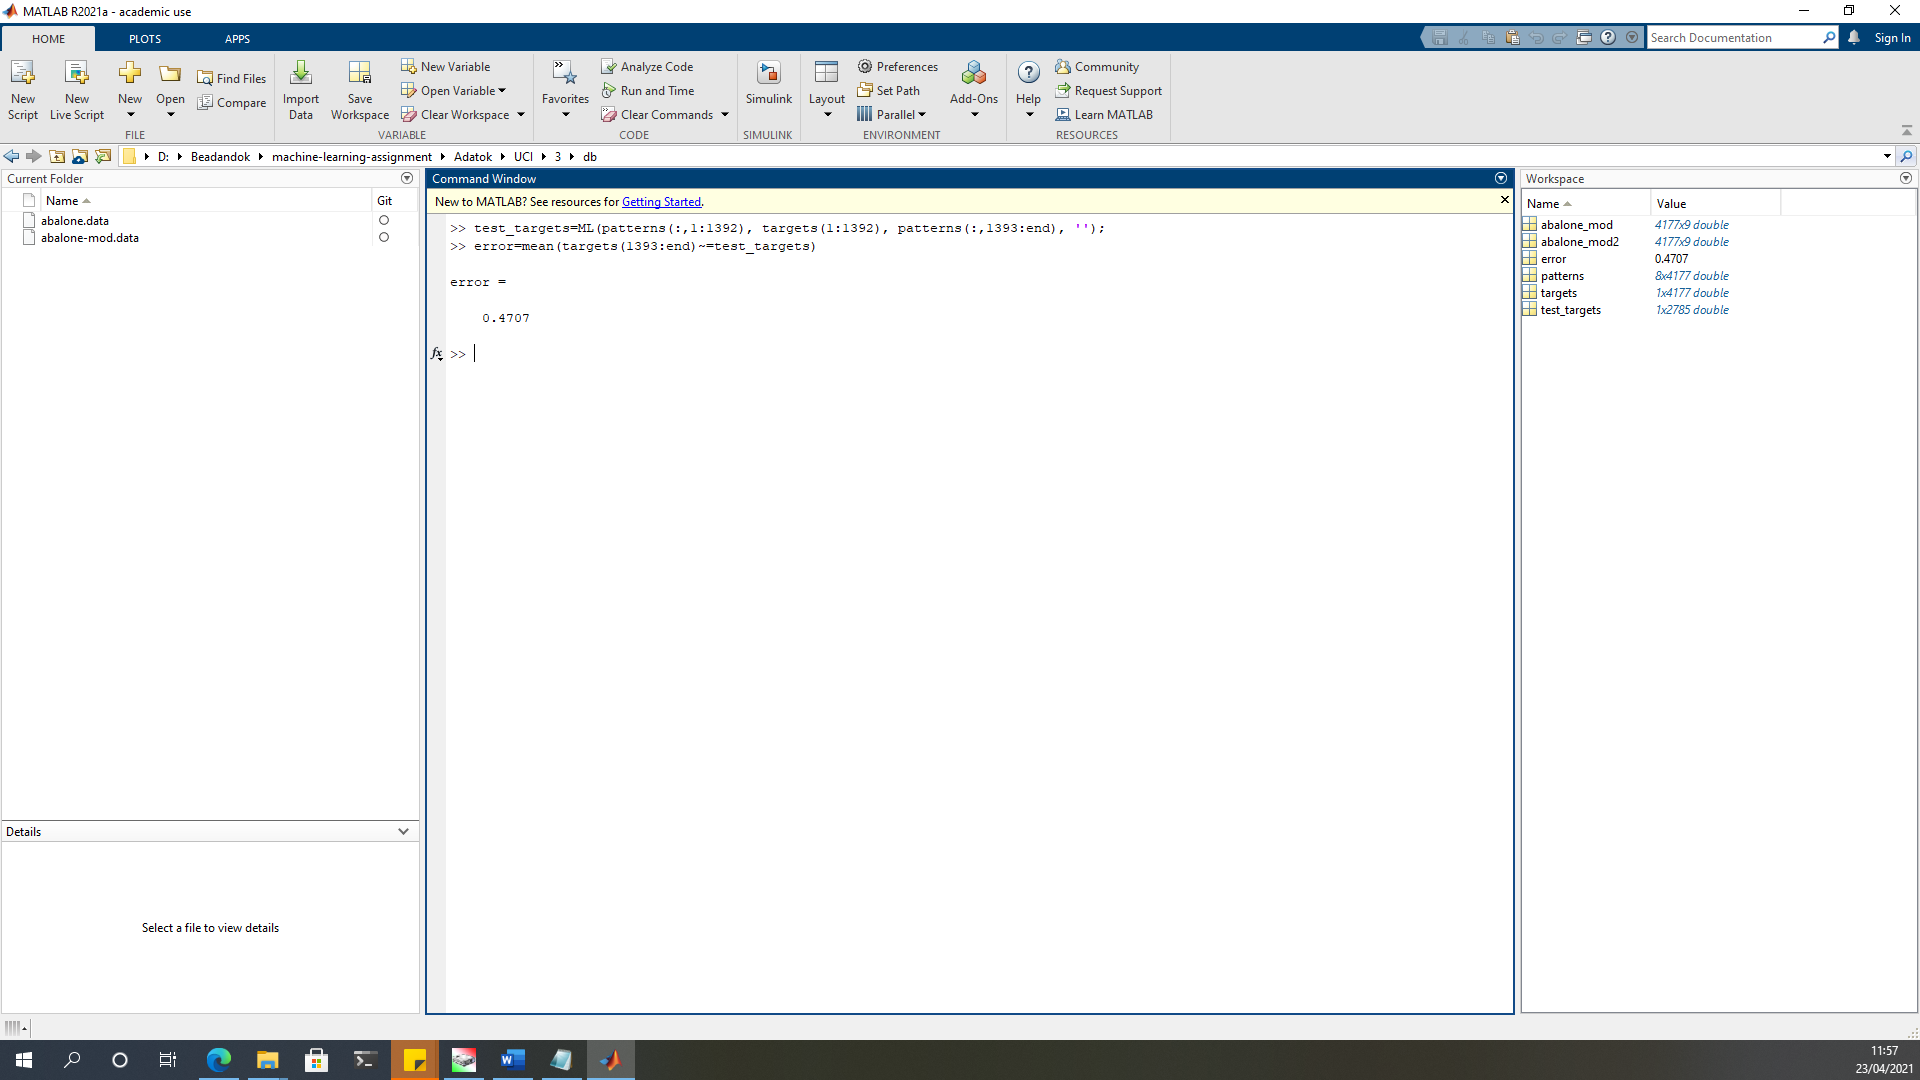 MATLAB R2021a - academic use
HOME PLOTS APPS
Search Documentation
Sign In
New Script
New Live Script
New
Open
Find Files
Compare
FILE
Import Data
Save Workspace
New Variable
Open Variable
Clear Workspace
VARIABLE
Favorites
Analyze Code
Run and Time
Clear Commands
CODE
Simulink
SIMULINK
Layout
Preferences
Set Path
Parallel
Add-Ons
ENVIRONMENT
Help
Community
Request Support
Learn MATLAB
RESOURCES
D: Beadandok machine-learning-assignment Adatok UCI 3 db
Current Folder
Name Git
abalone.data
abalone-mod.data
Details
Select a file to view details
Command Window
New to MATLAB? See resources for Getting Started.
>> test_targets=ML(patterns(:,1:1392), targets(1:1392), patterns(:,1393:end), '');
>> error=mean(targets(1393:end)~=test_targets)
error =
0.4707
fx >>
Workspace
Name Value
abalone_mod 4177x9 double
abalone_mod2 4177x9 double
error 0.4707
patterns 8x4177 double
targets 1x4177 double
test_targets 1x2785 double
11:57
23/04/2021